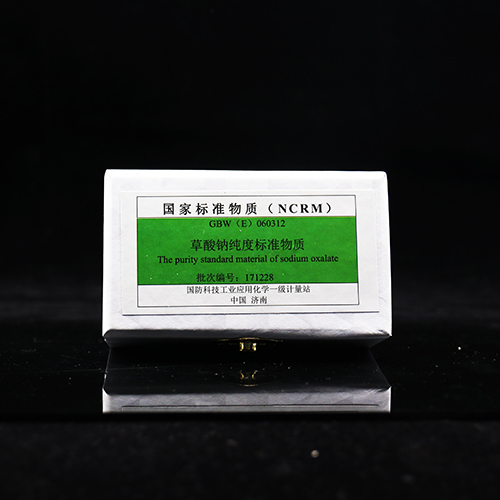 国家标准物质（NCRM）
GBW（E）060312
草酸钠纯度标准物质
The purity standard material of sodium oxalate
批次编号：171228
国防科技工业应用化学一级计量站
中国 济南